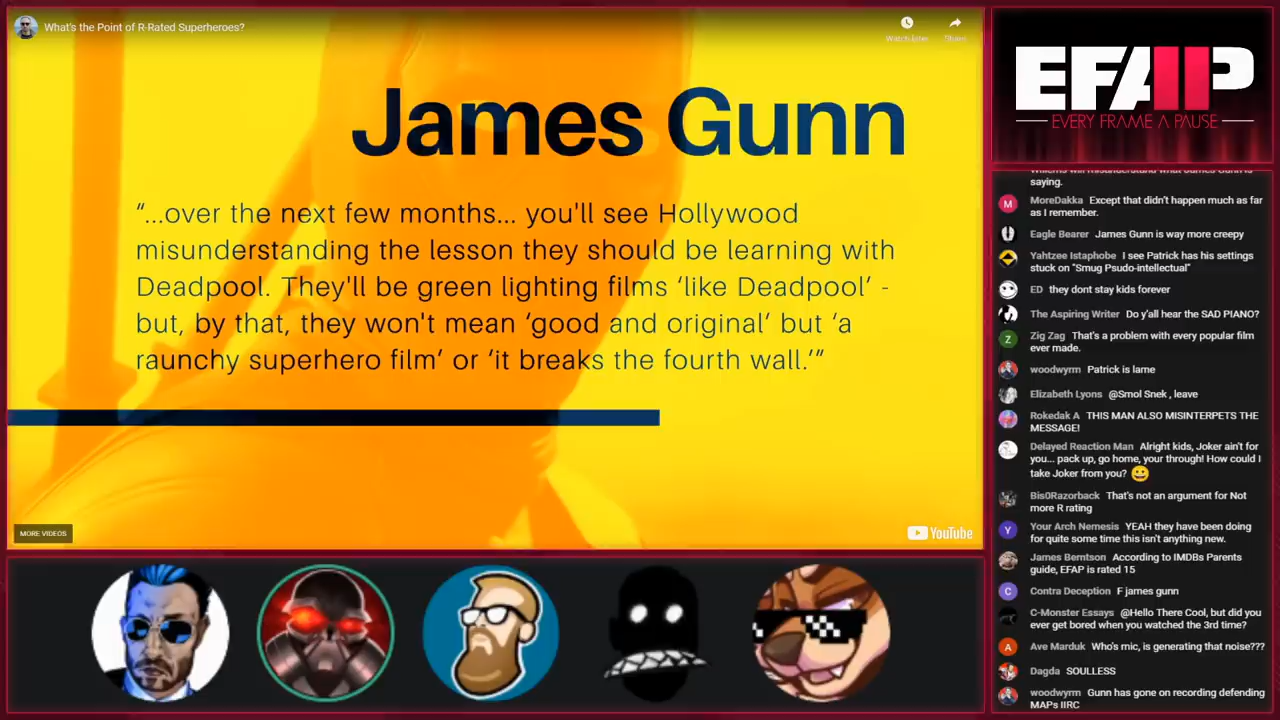 What's the Point of R-Rated Superheroes?
Watch later
Share
James Gunn
“...over the next few months... you'll see Hollywood
misunderstanding the lesson they should be learning with
Deadpool. They'll be green lighting films ‘like Deadpool’ -
but, by that, they won't mean ‘good and original’ but ‘a
raunchy superhero film’ or ‘it breaks the fourth wall.’”
MORE VIDEOS
YouTube
EFAP
EVERY FRAME A PAUSE
Willems will misunderstand what James Gunn is
saying.
MoreDakka Except that didn't happen much as far
as I remember.
Eagle Bearer James Gunn is way more creepy
Yahtzee Istaphobe I see Patrick has his settings
stuck on "Smug Psudo-intellectual"
ED they dont stay kids forever
The Aspiring Writer Do y'all hear the SAD PIANO?
Zig Zag That's a problem with every popular film
ever made.
woodwyrm Patrick is lame
Elizabeth Lyons @Smol Snek , leave
Rokedak A THIS MAN ALSO MISINTERPETS THE
MESSAGE!
Delayed Reaction Man Alright kids, Joker ain't for
you... pack up, go home, your through! How could I
take Joker from you? 😀
Bis0Razorback That's not an argument for Not
more R rating
Your Arch Nemesis YEAH they have been doing
for quite some time this isn't anything new.
James Berntson According to IMDBs Parents
guide, EFAP is rated 15
Contra Deception F james gunn
C-Monster Essays @Hello There Cool, but did you
ever get bored when you watched the 3rd time?
Ave Marduk Who's mic, is generating that noise???
Dagda SOULLESS
woodwyrm Gunn has gone on recording defending
MAPs IIRC